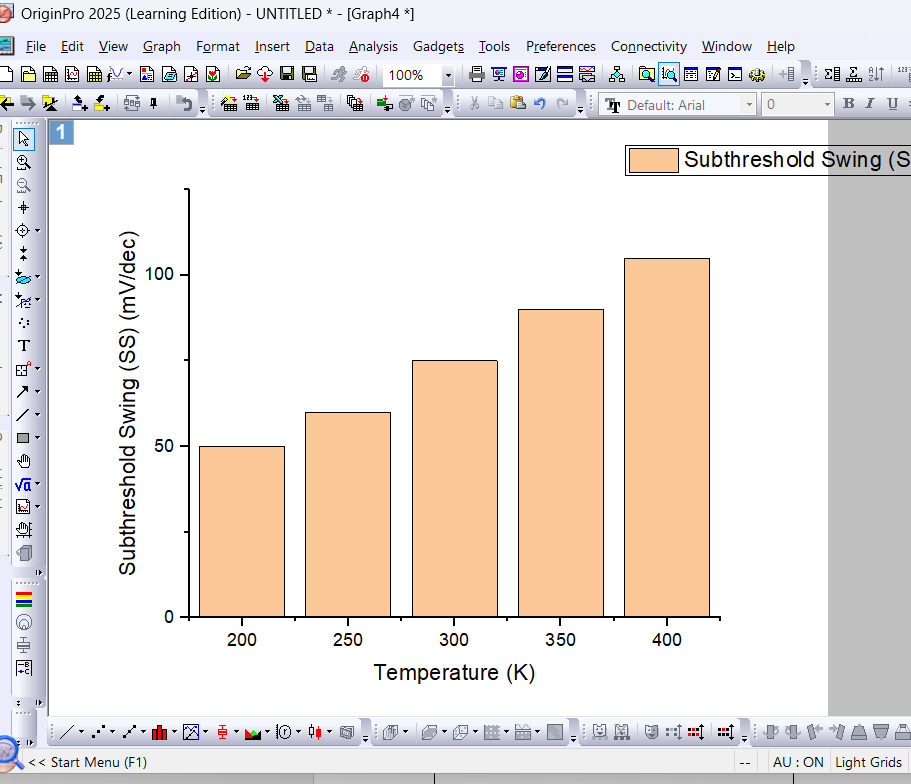 OriginPro 2025 (Learning Edition) - UNTITLED * - [Graph4 *]
File Edit View Graph Format Insert Data Analysis Gadgets Tools Preferences Connectivity Window Help
100%
Default: Arial 0 B I U
1
Subthreshold Swing (S
Subthreshold Swing (SS) (mV/dec)
100
50
0
200 250 300 350 400
Temperature (K)
<< Start Menu (F1) -- AU : ON Light Grids